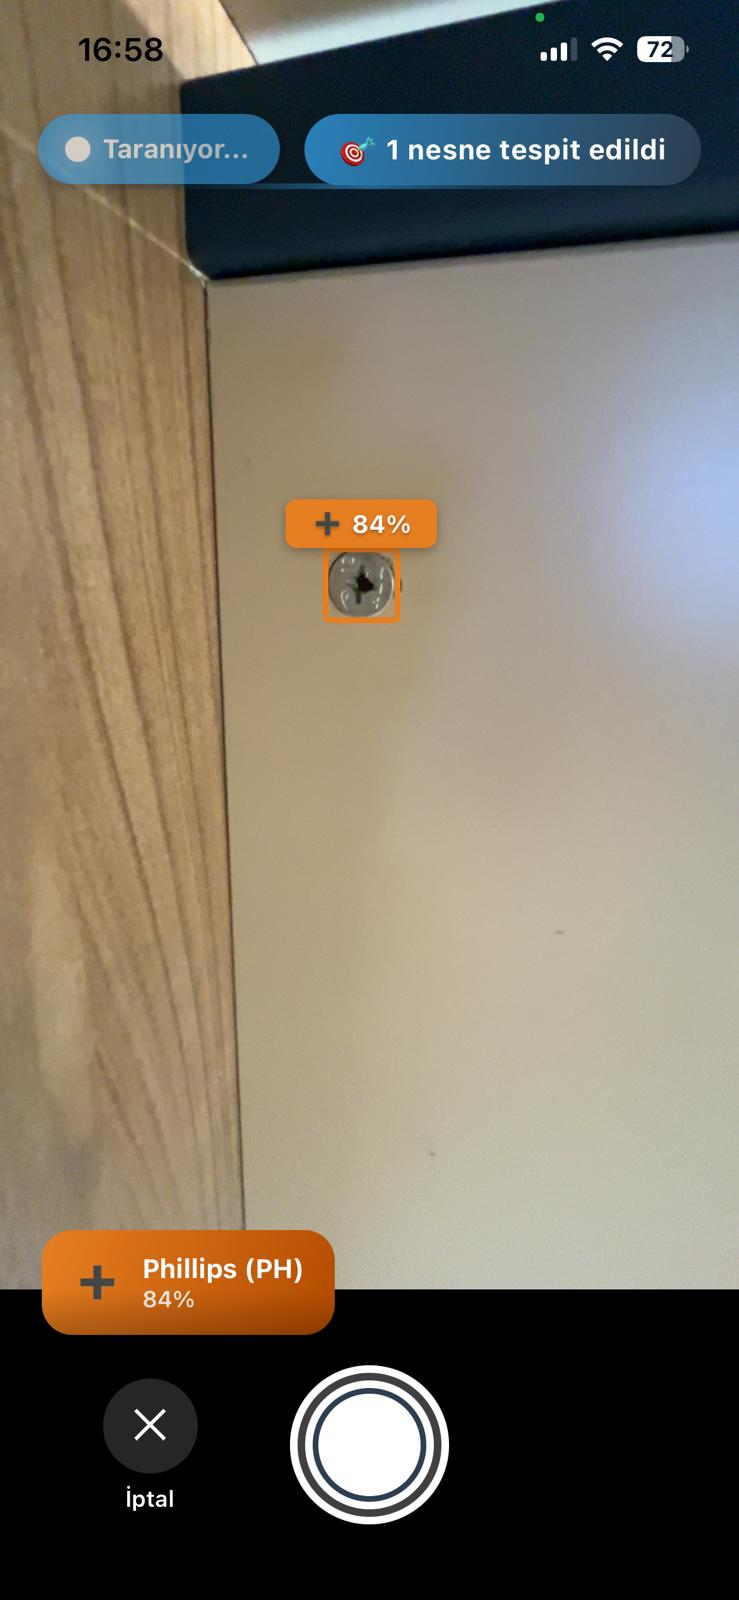 16:58
72
Taranıyor...
1 nesne tespit edildi
84%
Phillips (PH)
84%
İptal